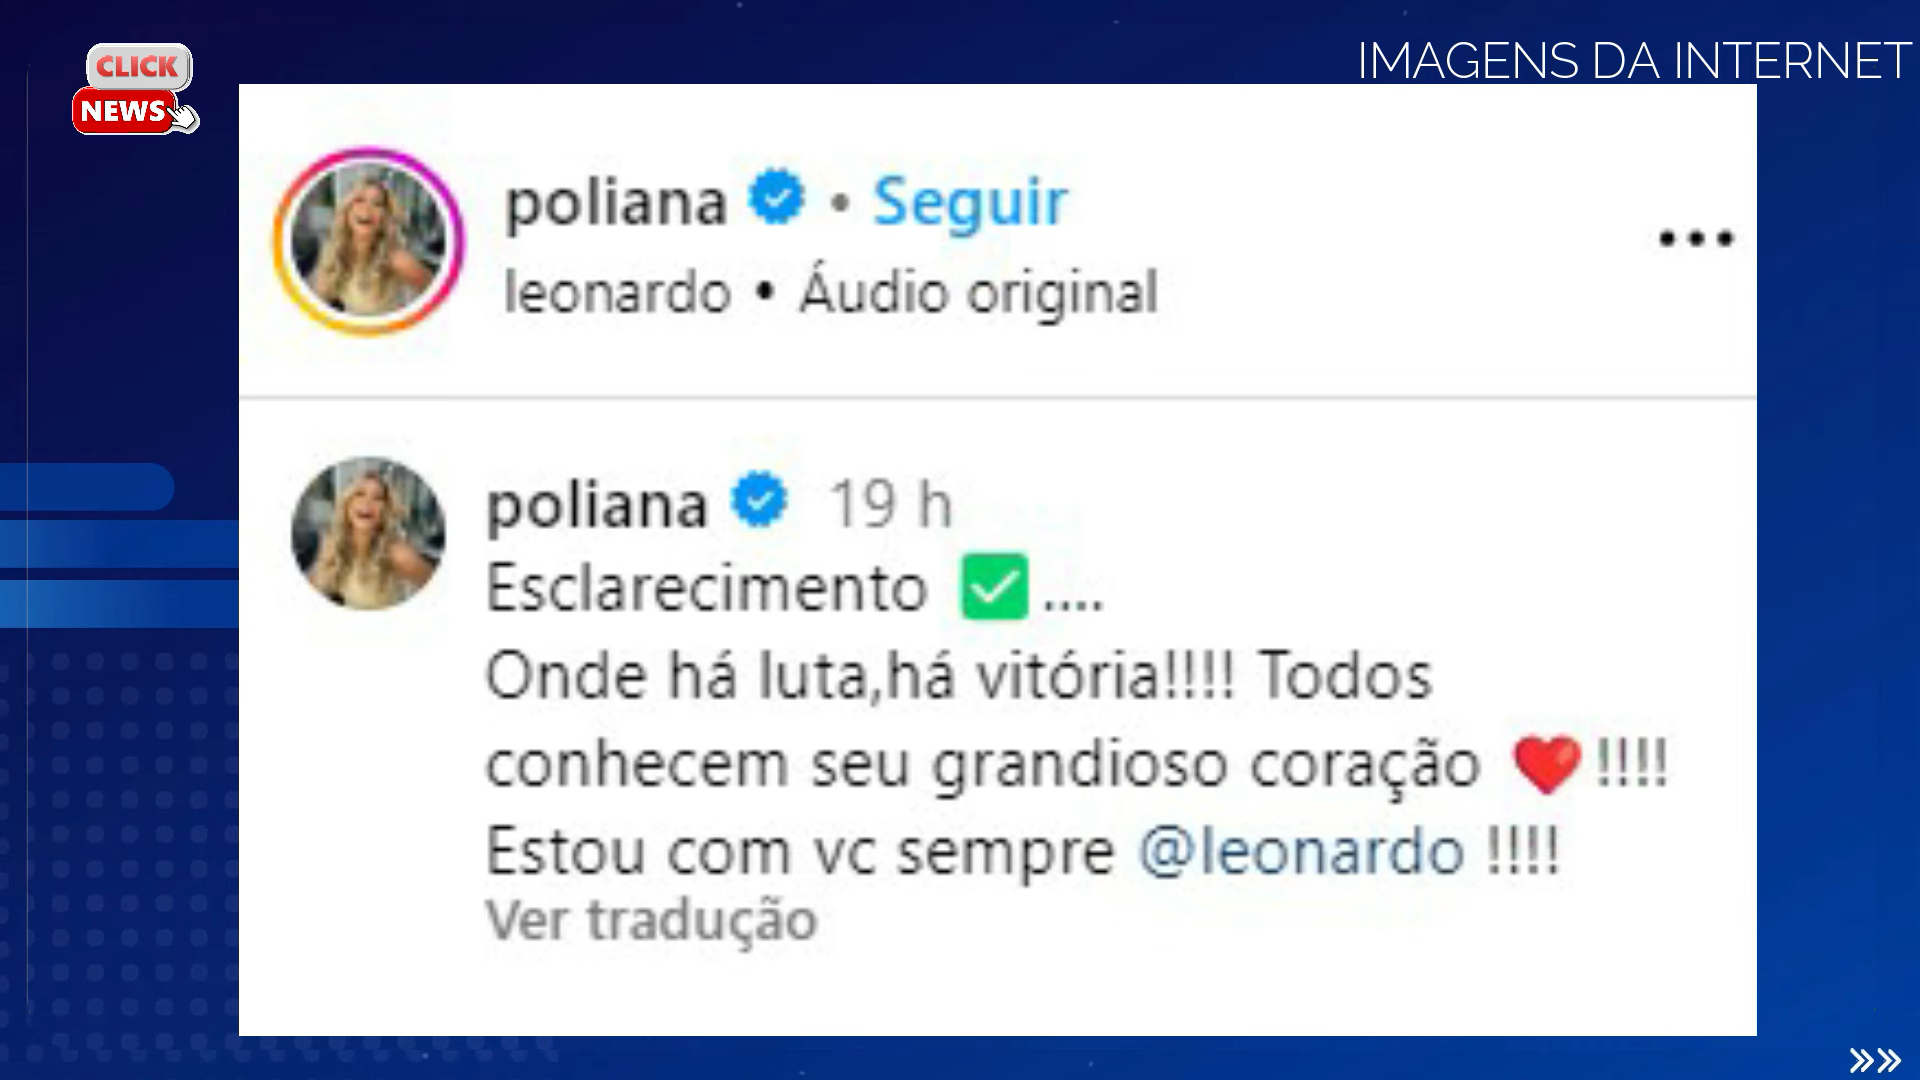 CLICK
NEWS
IMAGENS DA INTERNET
poliana • Seguir
leonardo • Áudio original
poliana 19 h
Esclarecimento ✅....
Onde há luta,há vitória!!!! Todos
conhecem seu grandioso coração ❤️!!!!
Estou com vc sempre @leonardo !!!!
Ver tradução